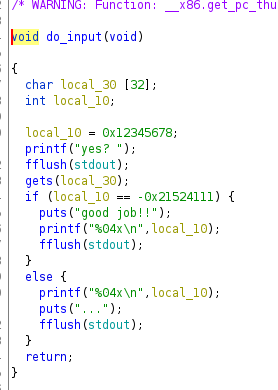 /* WARNING: Function: __x86.get_pc_thu
void do_input(void)
{
char local_30 [32];
int local_10;
local_10 = 0x12345678;
printf("yes? ");
fflush(stdout);
gets(local_30);
if (local_10 == -0x21524111) {
puts("good job!!");
printf("%04x\n",local_10);
fflush(stdout);
}
else {
printf("%04x\n",local_10);
puts("...");
fflush(stdout);
}
return;
}